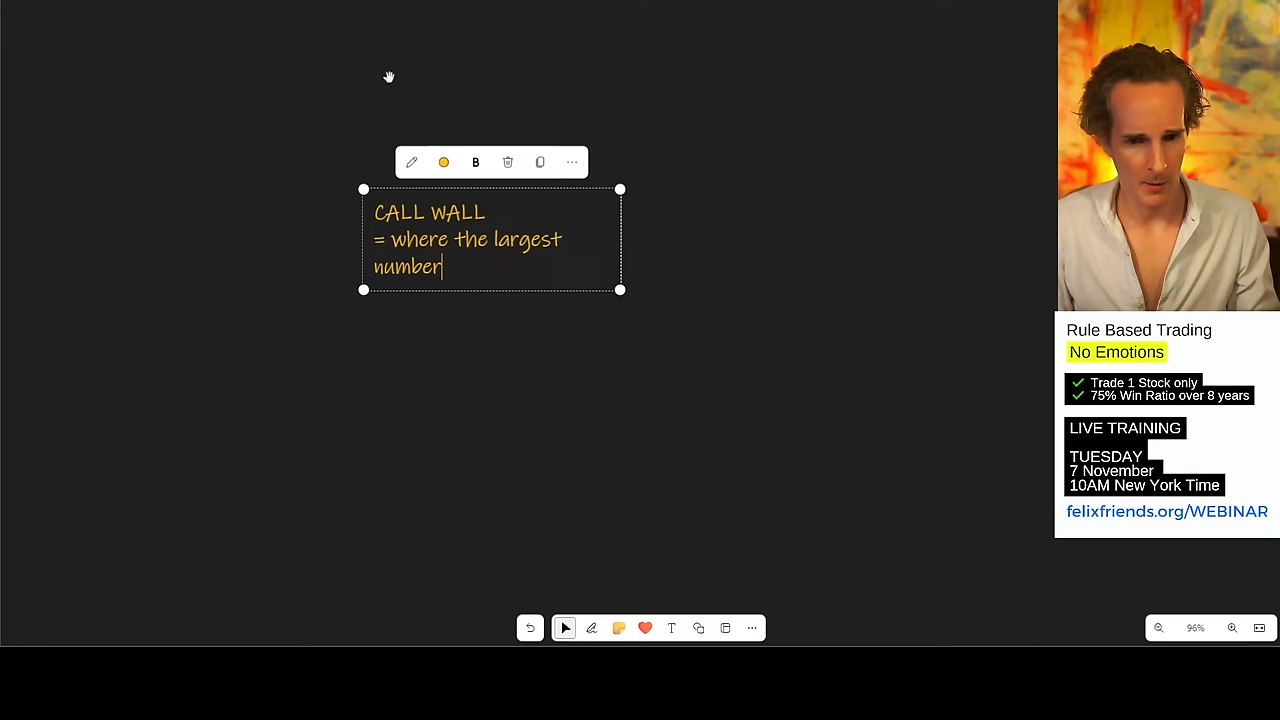 B
CALL WALL
= where the largest
number
Rule Based Trading
No Emotions
Trade 1 Stock only
75% Win Ratio over 8 years
LIVE TRAINING
TUESDAY
7 November
10AM New York Time
felixfriends.org/WEBINAR
T
96%